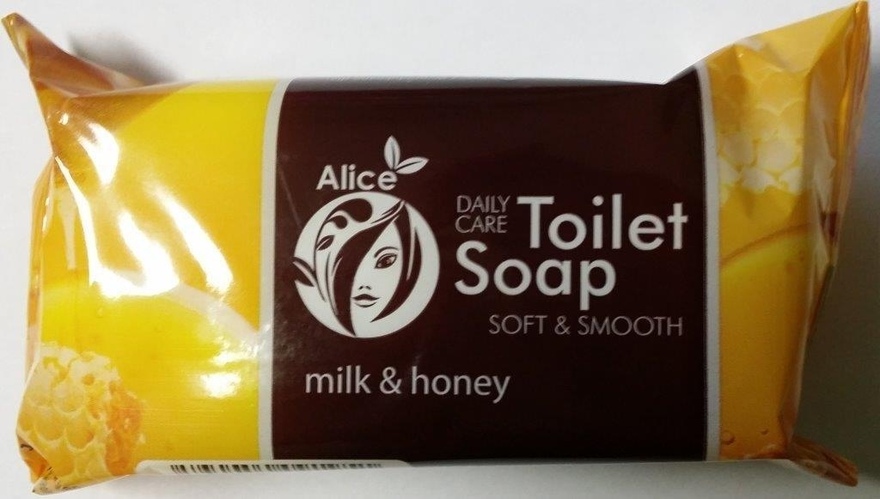 Alice
DAILY
CARE
Toilet
Soap
SOFT & SMOOTH
milk & honey